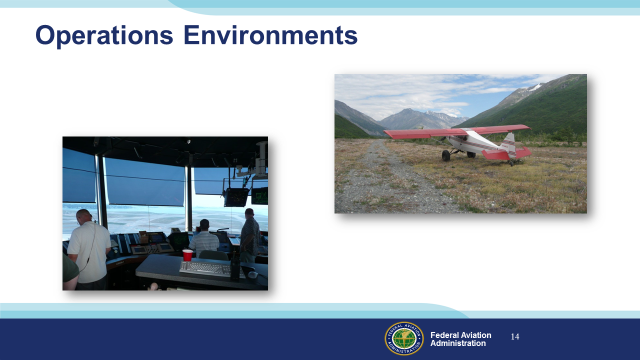 Operations Environments
Federal Aviation
Administration
14